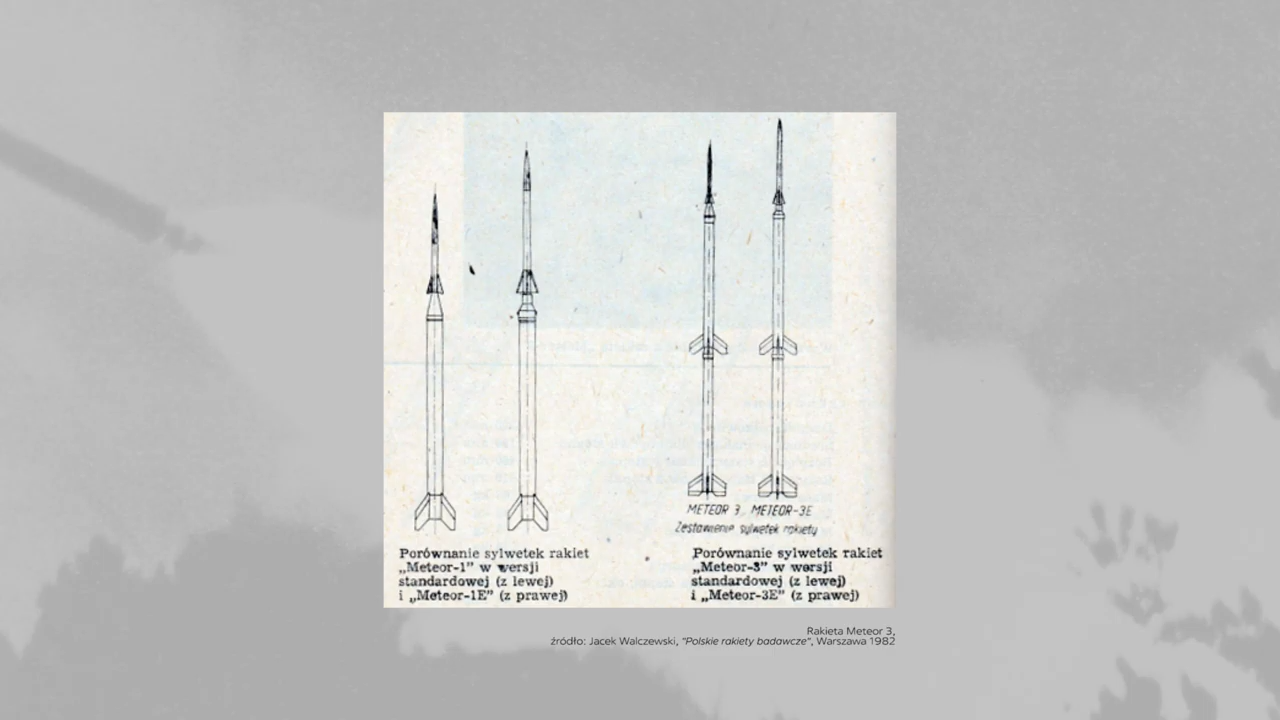 METEOR 3, METEOR-3E
Zestawienie sylwetek rakiety
Porównanie sylwetek rakiet
„Meteor-1” w wersji
standardowej (z lewej)
i „Meteor-1E” (z prawej)
Porównanie sylwetek rakiet
„Meteor-3” w wersji
standardowej (z lewej)
i „Meteor-3E” (z prawej)
Rakieta Meteor 3,
źródło: Jacek Walczewski, "Polskie rakiety badawcze", Warszawa 1982